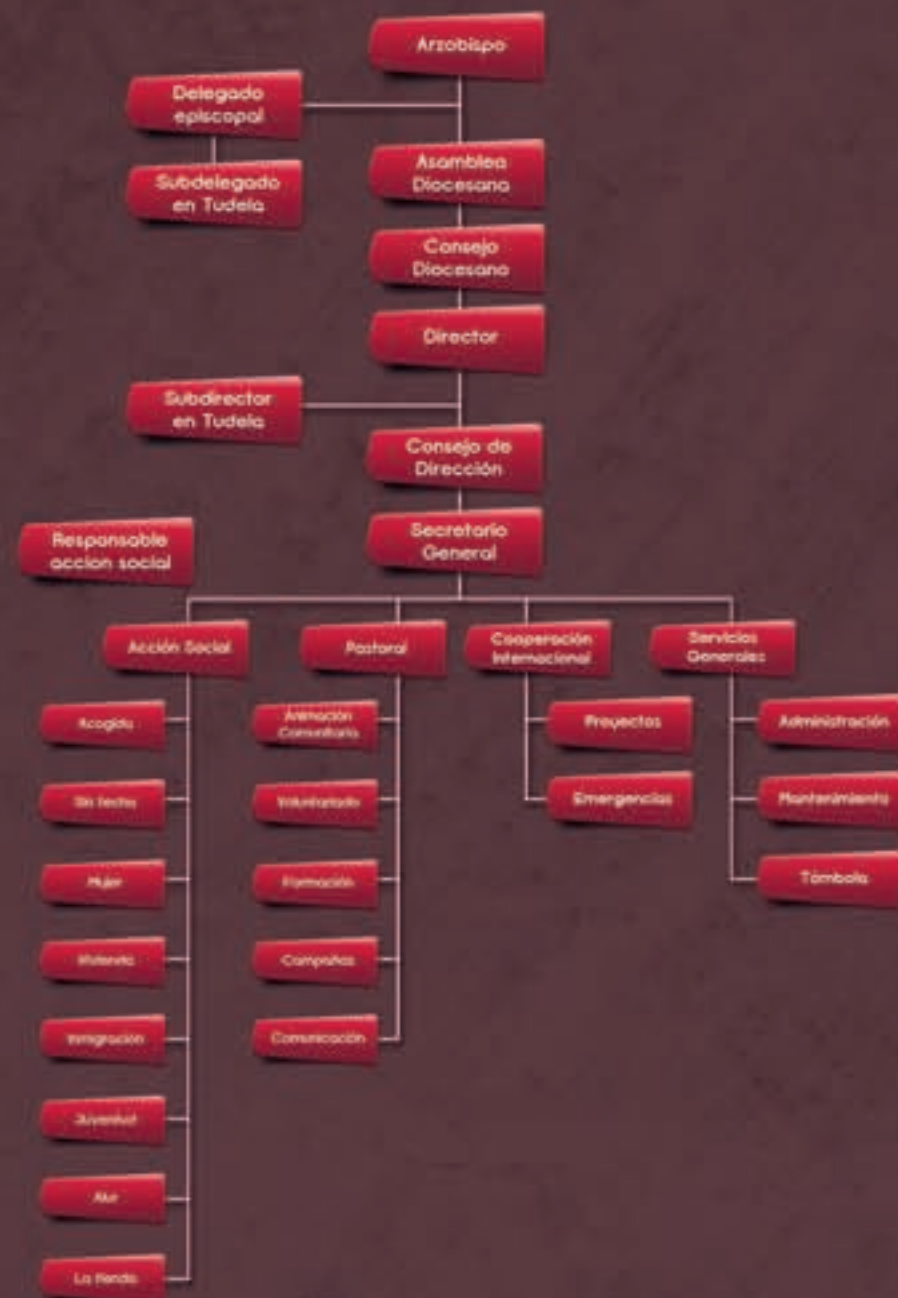 Arzobispo
Delegado
episcopal
Subdelegado
en Tudela
Asamblea
Diocesana
Consejo
Diocesano
Director
Subdirector
en Tudela
Consejo de
Dirección
Secretario
General
Responsable
accion social
Acción Social
Pastoral
Cooperación
Internacional
Servicios
Generales
Acogida
Sin techo
Mujer
Vivienda
Inmigración
Juventud
La tienda
Animación
Comunitaria
Voluntariado
Formación
Campañas
Comunicación
Proyectos
Emergencias
Administración
Mantenimiento
Tómbola